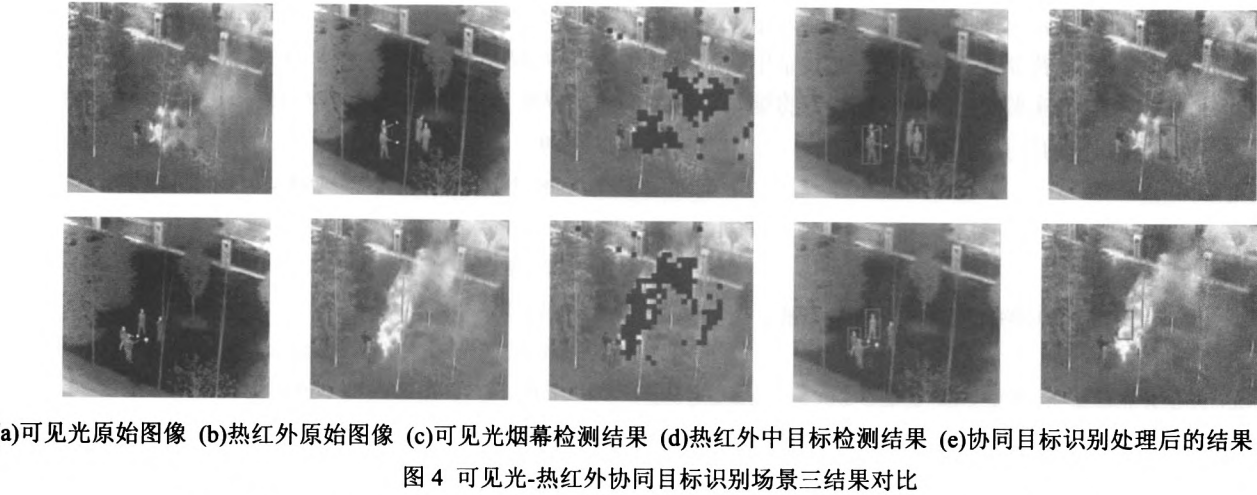 a)可见光原始图像 (b)热红外原始图像 (c)可见光烟幕检测结果 (d)热红外中目标检测结果 (e)协同目标识别处理后的结果
图 4 可见光-热红外协同目标识别场景三结果对比